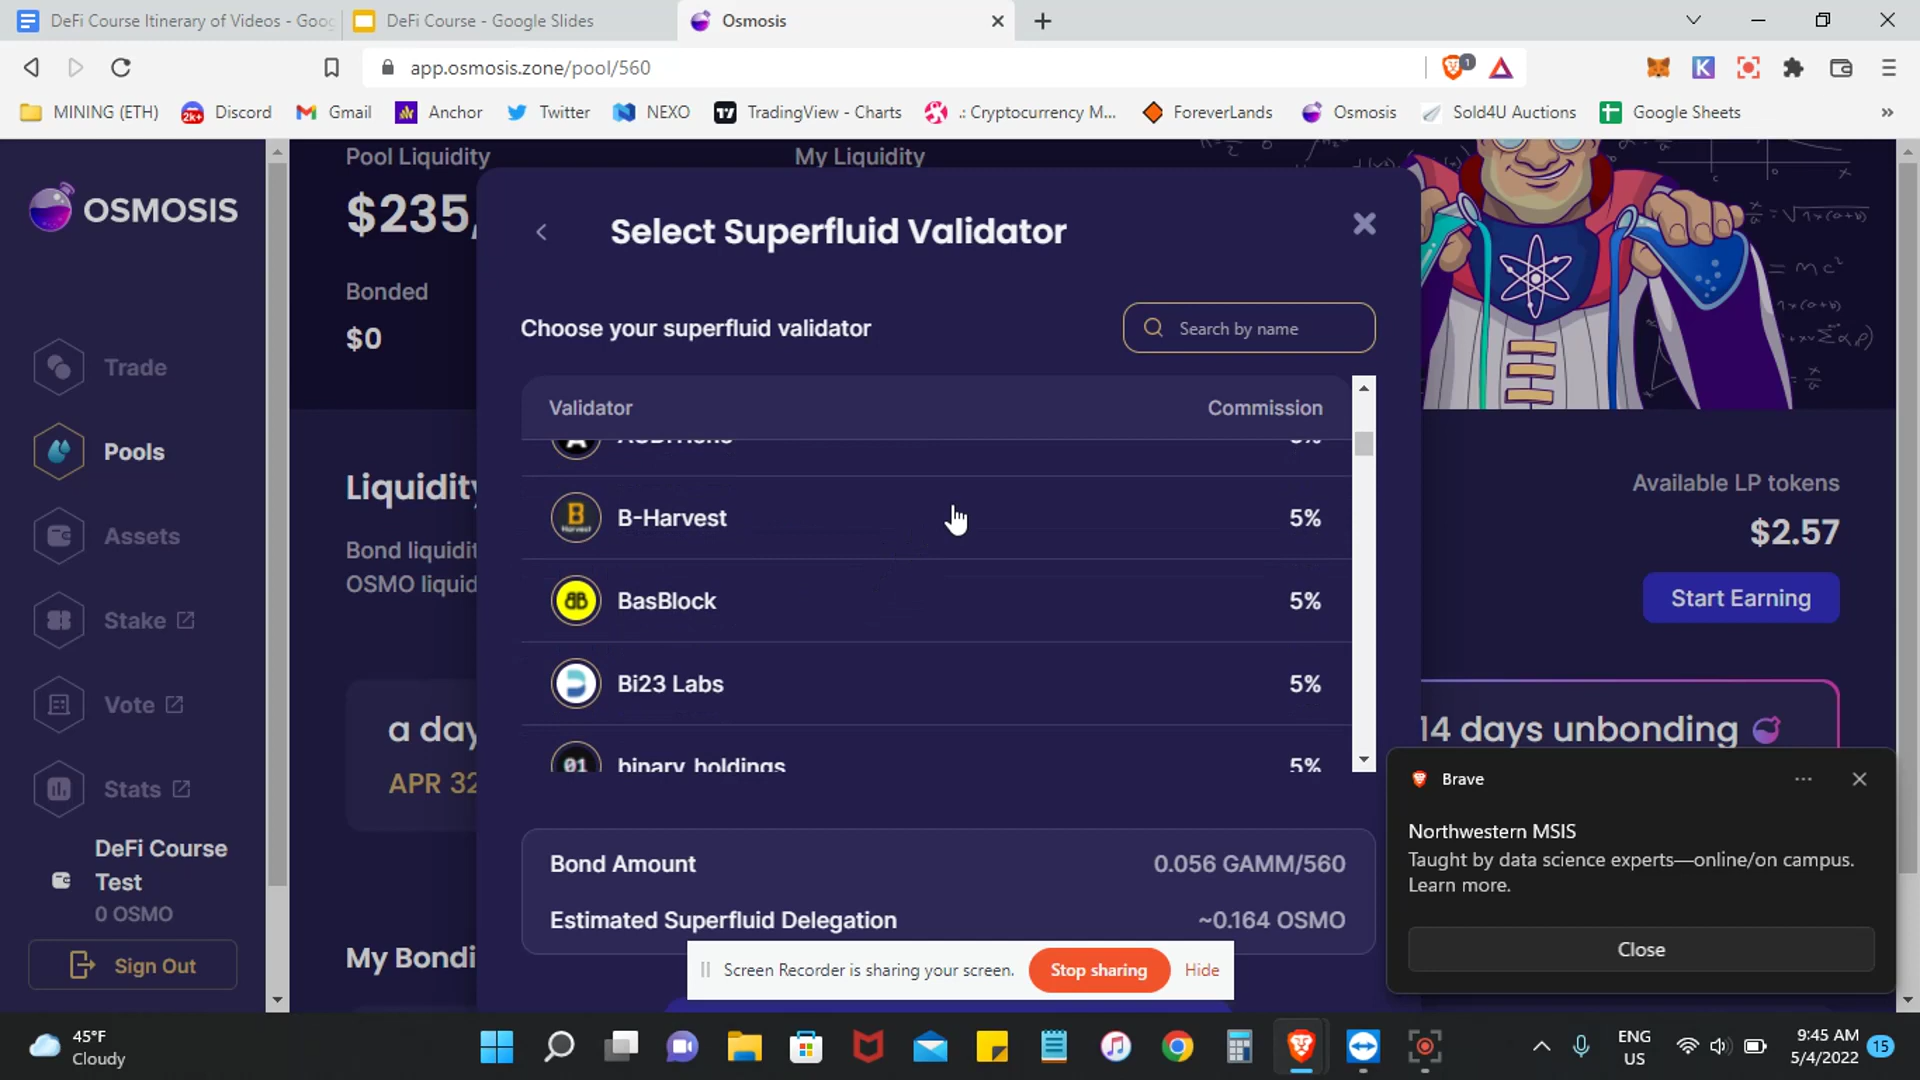 DeFi Course Itinerary of Videos - Goog
DeFi Course - Google Slides
Osmosis
app.osmosis.zone/pool/560
1
MINING (ETH)
2k+
Discord
Gmail
Anchor
Twitter
NEXO
TradingView - Charts
.: Cryptocurrency M...
ForeverLands
Osmosis
Sold4U Auctions
Google Sheets
»
OSMOSIS
Trade
Pools
Assets
Stake
Vote
Stats
DeFi Course
Test
0 OSMO
Sign Out
Pool Liquidity
My Liquidity
$235,
Bonded
$0
Liquidity
Bond liquidit
OSMO liquid
a day
APR 32
My Bondi
Select Superfluid Validator
Choose your superfluid validator
Search by name
Validator
Commission
B-Harvest
5%
BasBlock
5%
Bi23 Labs
5%
binary holdings
5%
Bond Amount
0.056 GAMM/560
Estimated Superfluid Delegation
~0.164 OSMO
Available LP tokens
$2.57
Start Earning
14 days unbonding
Brave
Northwestern MSIS
Taught by data science experts—online/on campus.
Learn more.
Close
Screen Recorder is sharing your screen.
Stop sharing
Hide
45°F
Cloudy
ENG
US
9:45 AM
5/4/2022
15